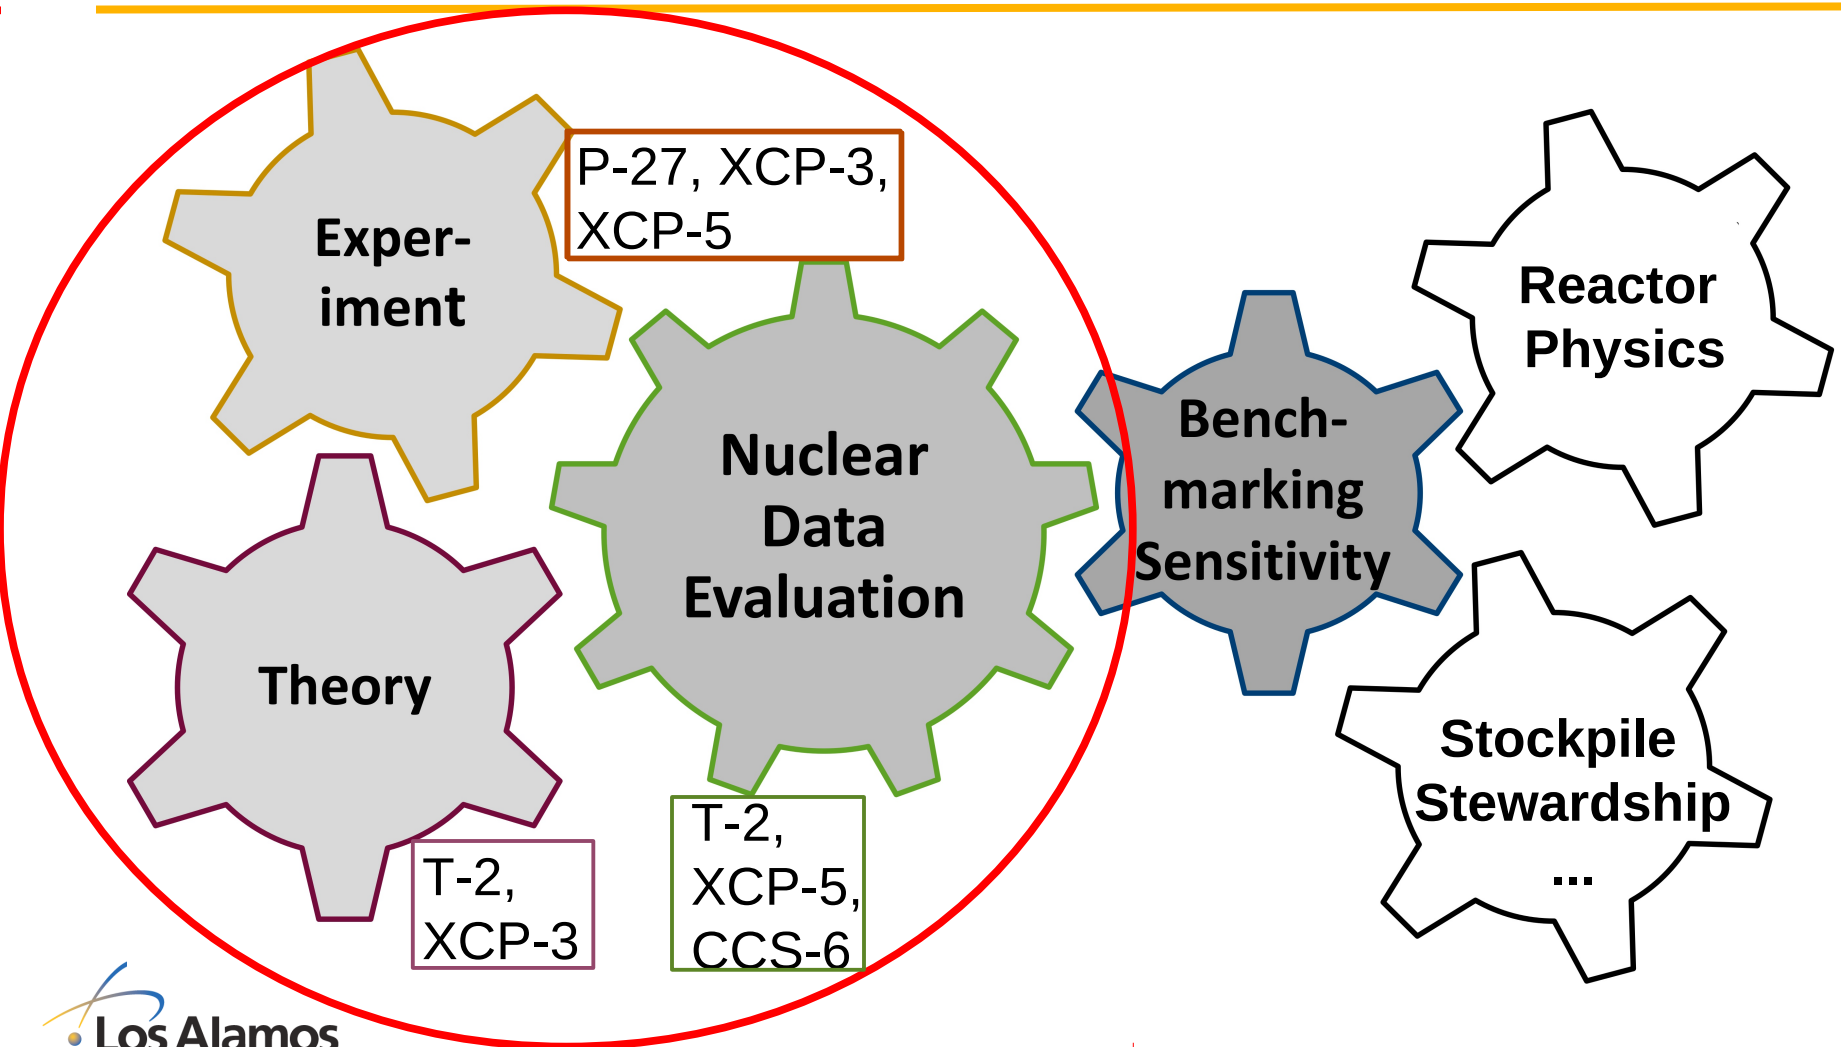 Exper-
iment
P-27, XCP-3,
XCP-5
Nuclear
Data
Evaluation
Theory
T-2,
XCP-3
T-2,
XCP-5,
CCS-6
Bench-
marking
Sensitivity
Reactor
Physics
Stockpile
Stewardship
...
Los Alamos